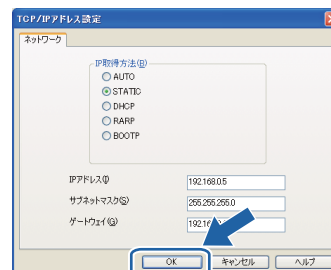 TCP/IPアドレス設定
ネットワーク
IP取得方法(B)
AUTO
STATIC
DHCP
RARP
BOOTP
IPアドレス(I) 192.168.0.5
サブネットマスク(S) 255.255.255.0
ゲートウェイ(G)
OK キャンセル ヘルプ